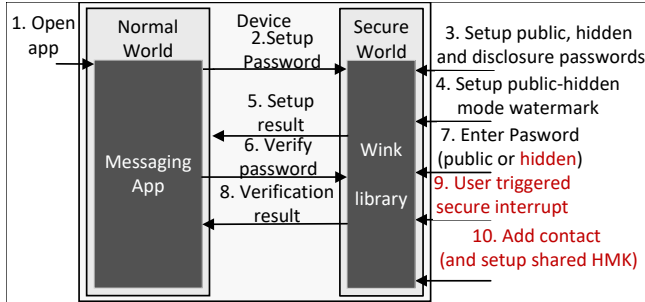 1. Open
app
Normal
World
Messaging
App
Device
2.Setup
Password
5. Setup
result
6. Verify
password
8. Verification
result
Secure
World
Wink
library
3. Setup public, hidden
and disclosure passwords
4. Setup public-hidden
mode watermark
7. Enter Pasword
(public or hidden)
9. User triggered
secure interrupt
10. Add contact
(and setup shared HMK)